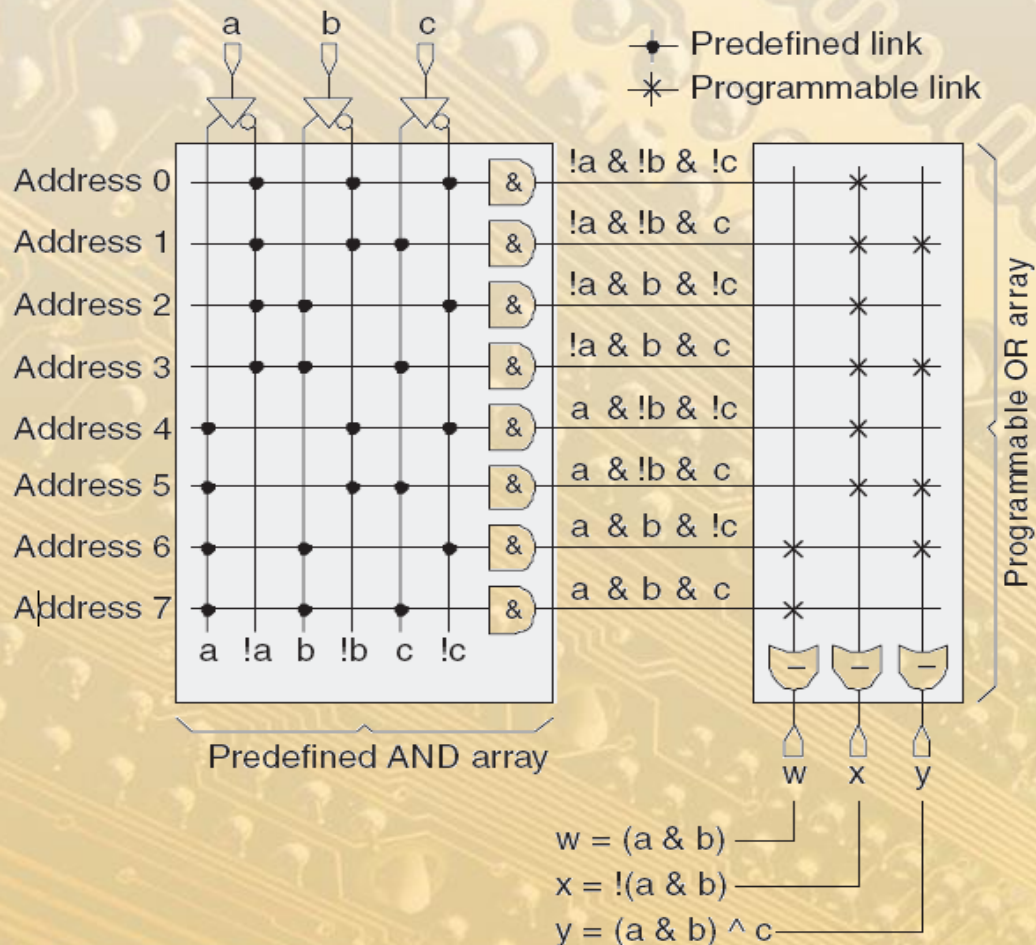 a b c
Predefined link
Programmable link
Address 0 & !a & !b & !c
Address 1 & !a & !b & c
Address 2 & !a & b & !c
Address 3 & !a & b & c
Address 4 & a & !b & !c
Address 5 & a & !b & c
Address 6 & a & b & !c
Address 7 & a & b & c
a !a b !b c !c
Predefined AND array
Programmable OR array
w x y
w = (a & b)
x = !(a & b)
y = (a & b) ^ c